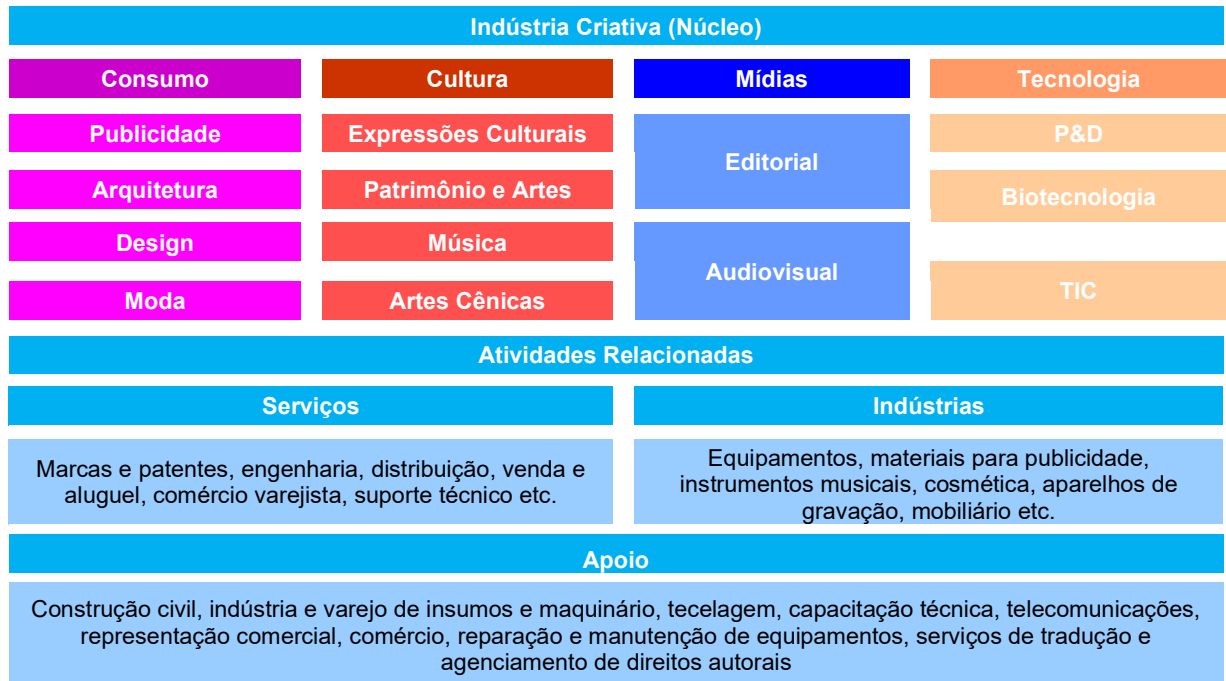 Indústria Criativa (Núcleo)
Consumo
Cultura
Mídias
Tecnologia
Publicidade
Expressões Culturais
Editorial
P&D
Arquitetura
Patrimônio e Artes
Biotecnologia
Design
Música
Audiovisual
Moda
Artes Cênicas
TIC
Atividades Relacionadas
Serviços
Indústrias
Marcas e patentes, engenharia, distribuição, venda e
aluguel, comércio varejista, suporte técnico etc.
Equipamentos, materiais para publicidade,
instrumentos musicais, cosmética, aparelhos de
gravação, mobiliário etc.
Apoio
Construção civil, indústria e varejo de insumos e maquinário, tecelagem, capacitação técnica, telecomunicações,
representação comercial, comércio, reparação e manutenção de equipamentos, serviços de tradução e
agenciamento de direitos autorais